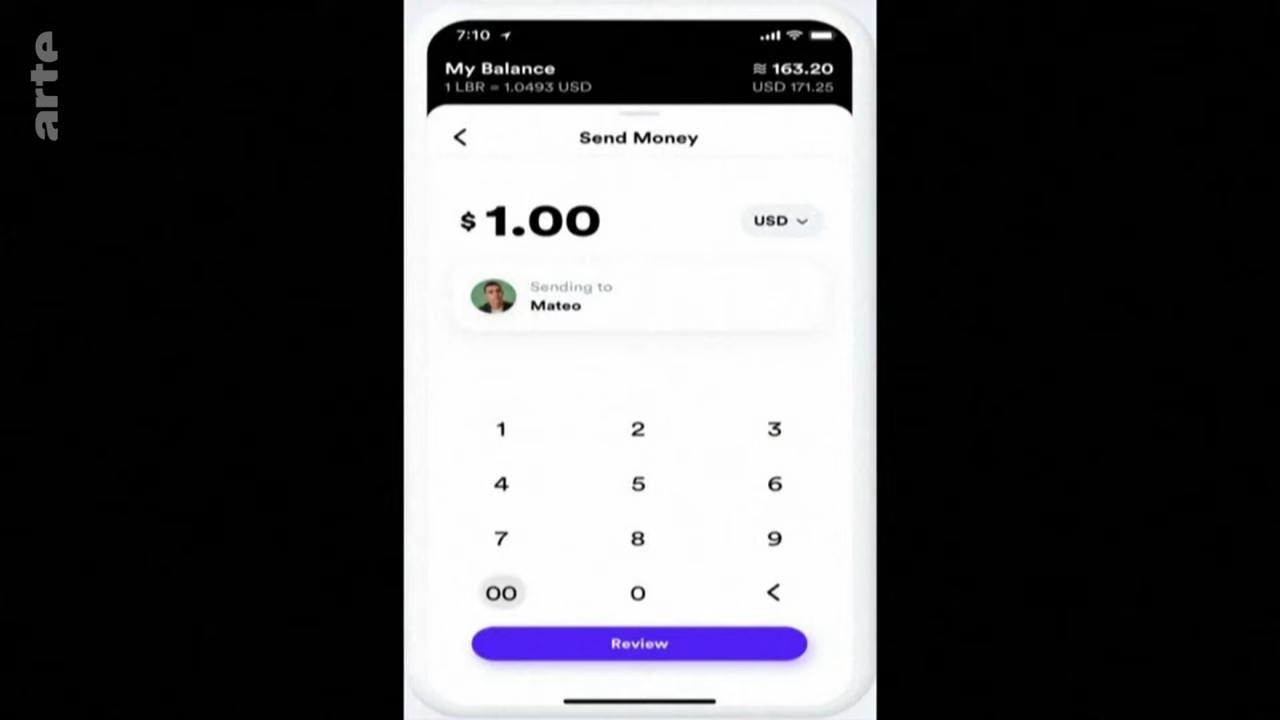 arte
7:10
My Balance
≋ 163.20
1 LBR = 1.0493 USD
USD 171.25
Send Money
$ 1.00
USD
Sending to
Mateo
1 2 3
4 5 6
7 8 9
00 0 <
Review